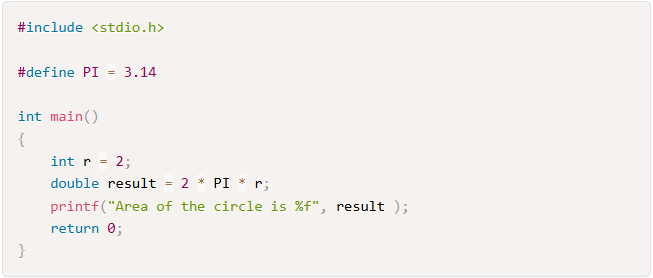 #include <stdio.h>
#define PI = 3.14
int main()
{
    int r = 2;
    double result = 2 * PI * r;
    printf("Area of the circle is %f", result );
    return 0;
}